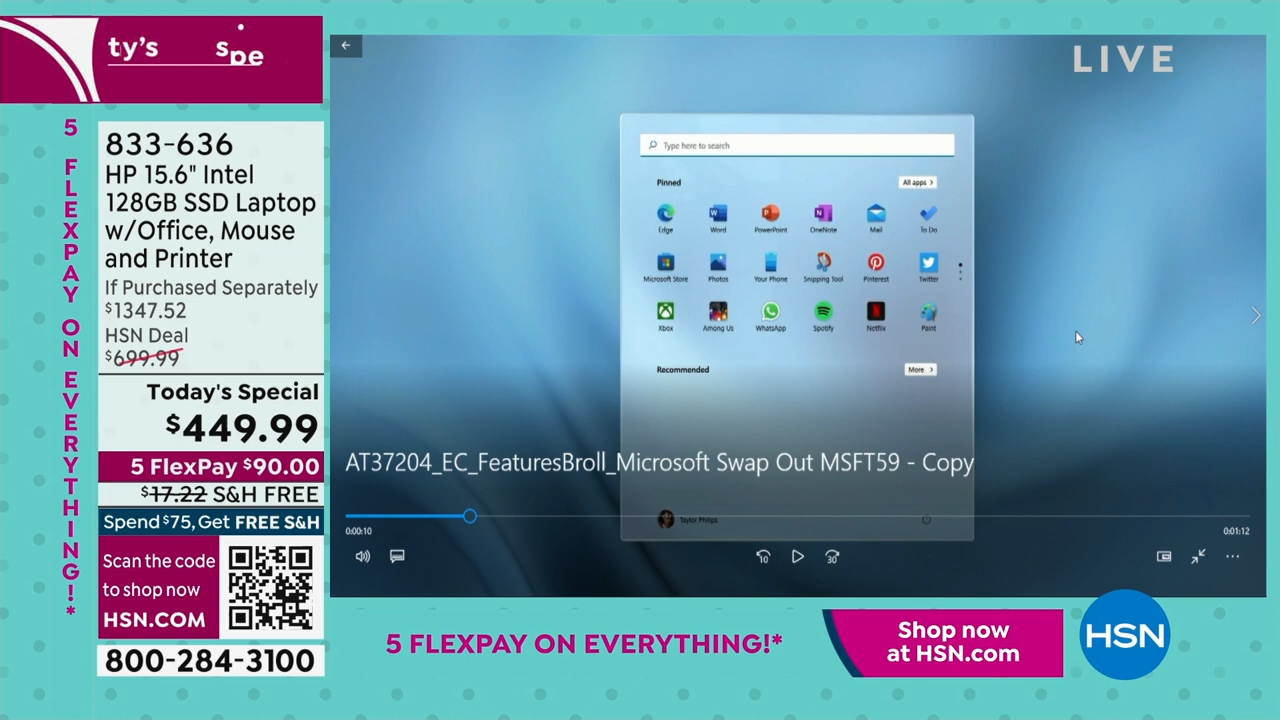 ty's spe
LIVE
5 FLEXPAY ON EVERYTHING!*
833-636
HP 15.6" Intel
128GB SSD Laptop
w/Office, Mouse
and Printer
If Purchased Separately
$1347.52
HSN Deal
$699.99
Today's Special
$449.99
5 FlexPay $90.00
$17.22 S&H FREE
Spend $75, Get FREE S&H
Scan the code
to shop now
HSN.COM
800-284-3100
Type here to search
Pinned All apps
Edge Word PowerPoint OneNote Mail To Do
Microsoft Store Photos Your Phone Snipping Tool Pinterest Twitter
Xbox Among Us WhatsApp Spotify Netflix Paint
Recommended More
AT37204_EC_FeaturesBroll_Microsoft Swap Out MSFT59 - Copy
Taylor Philips
0:00:10 0:01:12
10 30
5 FLEXPAY ON EVERYTHING!*
Shop now
at HSN.com
HSN